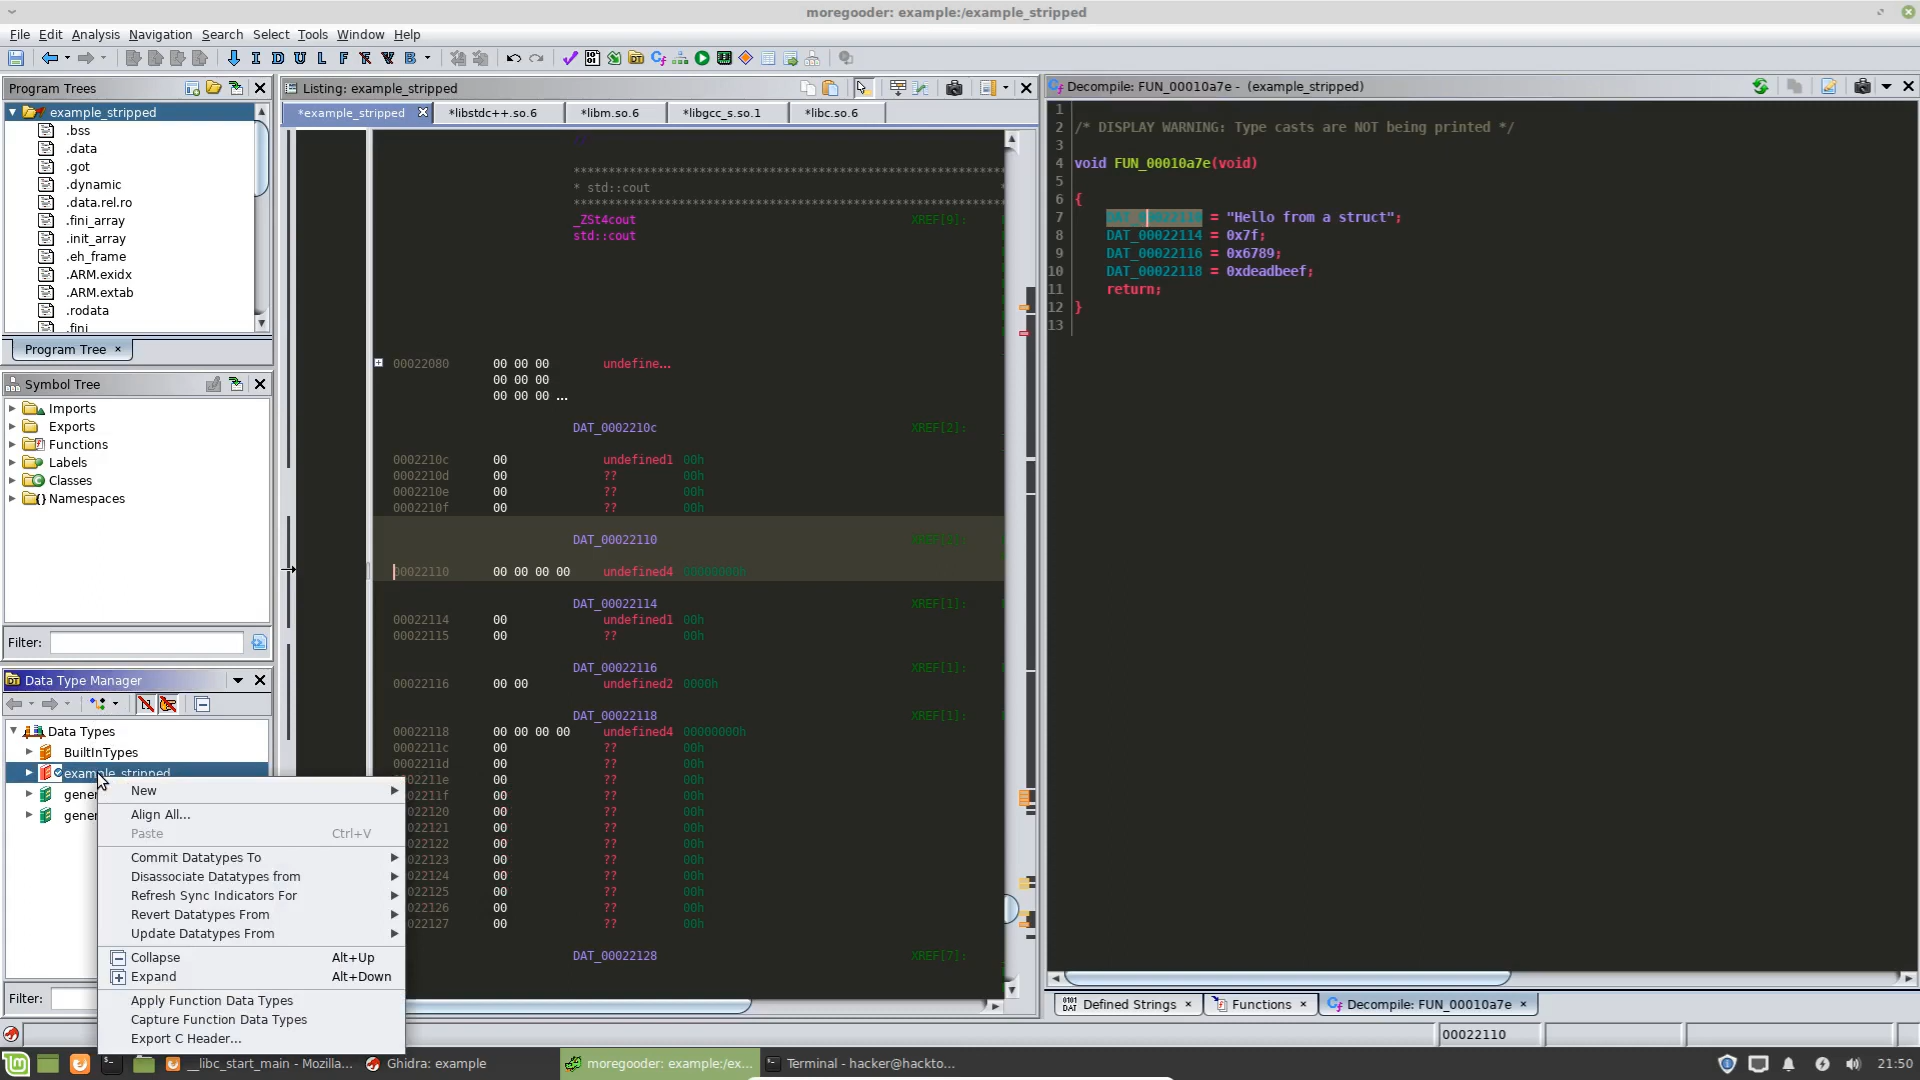 moregooder: example:/example_stripped
File Edit Analysis Navigation Search Select Tools Window Help
I D U L F B
Program Trees
example_stripped
.bss
.data
.got
.dynamic
.data.rel.ro
.fini_array
.init_array
.eh_frame
.ARM.exidx
.ARM.extab
.rodata
.fini
Program Tree ×
Symbol Tree
Imports
Exports
Functions
Labels
Classes
Namespaces
Filter:
Data Type Manager
Data Types
BuiltInTypes
example_stripped
gener
gener
Filter:
New
Align All...
Paste Ctrl+V
Commit Datatypes To
Disassociate Datatypes from
Refresh Sync Indicators For
Revert Datatypes From
Update Datatypes From
Collapse Alt+Up
Expand Alt+Down
Apply Function Data Types
Capture Function Data Types
Export C Header...
Listing: example_stripped
*example_stripped *libstdc++.so.6 *libm.so.6 *libgcc_s.so.1 *libc.so.6
* std::cout *
_ZSt4cout XREF[9]:
std::cout
00022080 00 00 00 undefine...
00 00 00
00 00 00 ...
DAT_0002210c XREF[2]:
0002210c 00 undefined1 00h
0002210d 00 ?? 00h
0002210e 00 ?? 00h
0002210f 00 ?? 00h
DAT_00022110
00022110 00 00 00 00 undefined4 00000000h
DAT_00022114 XREF[1]:
00022114 00 undefined1 00h
00022115 00 ?? 00h
DAT_00022116 XREF[1]:
00022116 00 00 undefined2 0000h
DAT_00022118 XREF[1]:
00022118 00 00 00 00 undefined4 00000000h
0002211c 00 ?? 00h
0002211d 00 ?? 00h
0002211e 00 ?? 00h
022211f 00 ?? 00h
022120 00 ?? 00h
022121 00 ?? 00h
022122 00 ?? 00h
022123 00 ?? 00h
022124 00 ?? 00h
022125 00 ?? 00h
022126 00 ?? 00h
022127 00 ?? 00h
DAT_00022128 XREF[7]:
Decompile: FUN_00010a7e - (example_stripped)
1
2 /* DISPLAY WARNING: Type casts are NOT being printed */
3
4 void FUN_00010a7e(void)
5
6 {
7 DAT_00022110 = "Hello from a struct";
8 DAT_00022114 = 0x7f;
9 DAT_00022116 = 0x6789;
10 DAT_00022118 = 0xdeadbeef;
11 return;
12 }
13
Defined Strings × Functions × Decompile: FUN_00010a7e ×
00022110
__libc_start_main - Mozilla... Ghidra: example moregooder: example:/ex... Terminal - hacker@hackto... 21:50